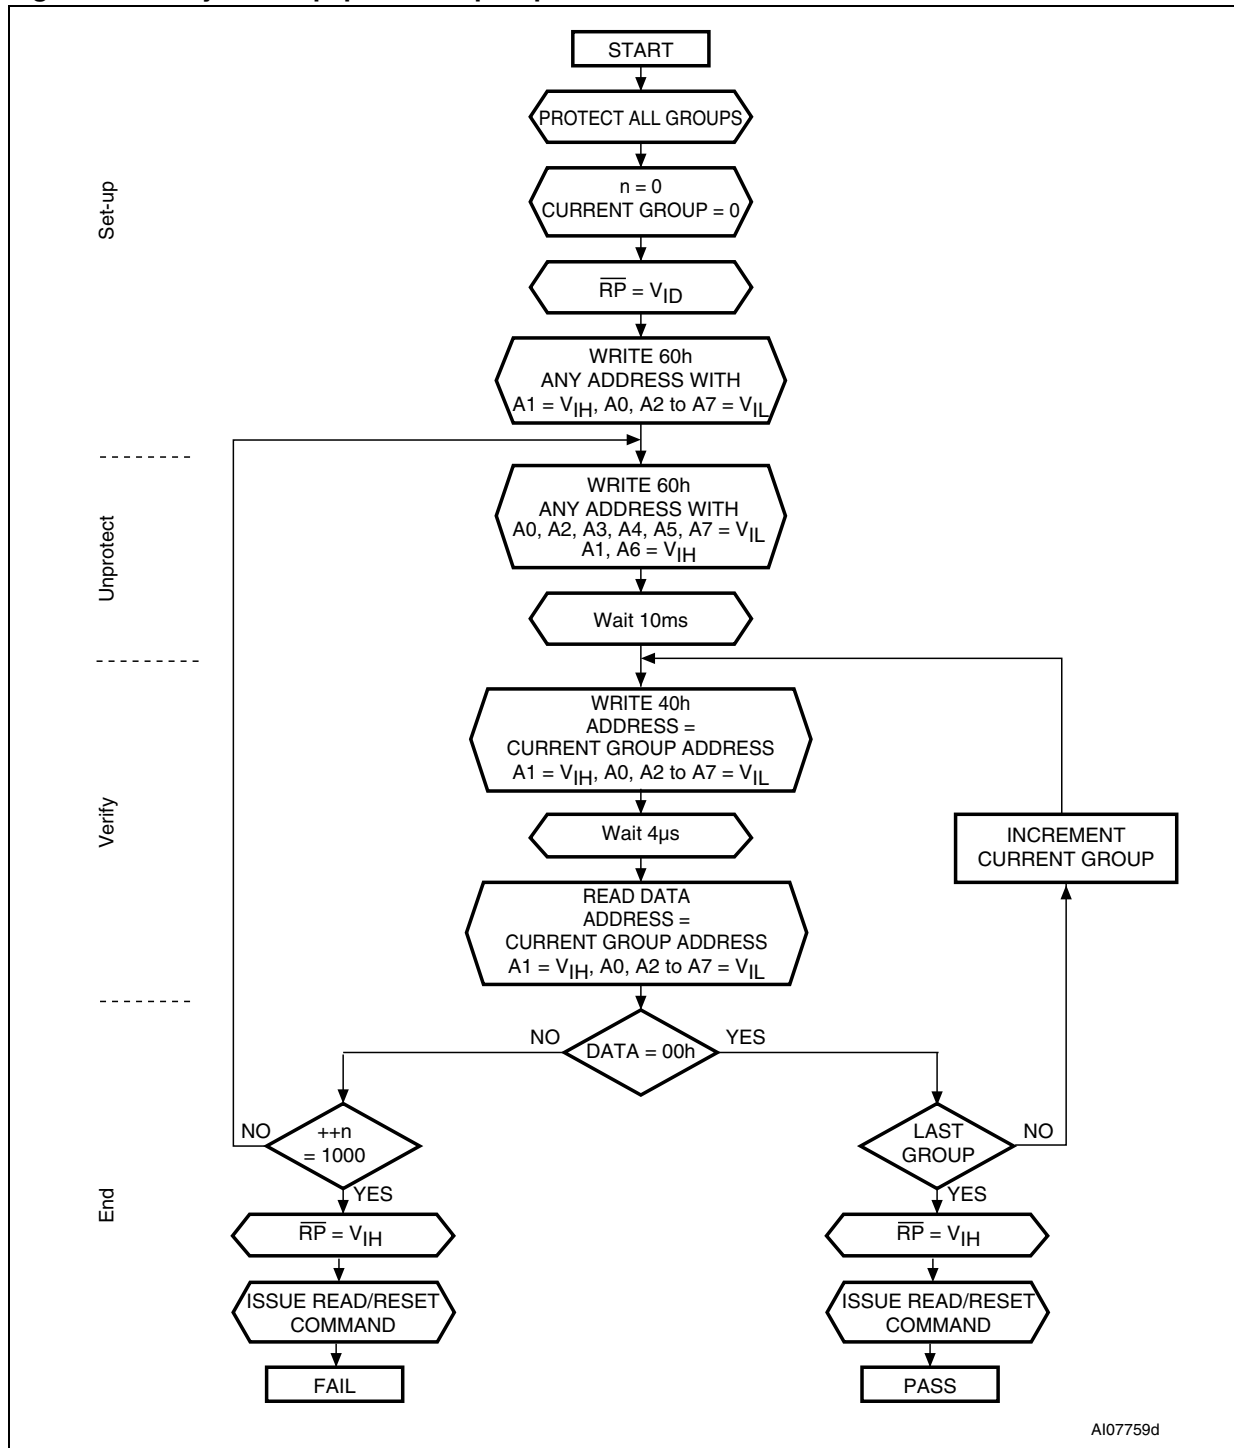 START
PROTECT ALL GROUPS
n = 0
CURRENT GROUP = 0
Set-up
RP = VID
WRITE 60h
ANY ADDRESS WITH
A1 = VIH, A0, A2 to A7 = VIL
Unprotect
WRITE 60h
ANY ADDRESS WITH
A0, A2, A3, A4, A5, A7 = VIL
A1, A6 = VIH
Wait 10ms
Verify
WRITE 40h
ADDRESS =
CURRENT GROUP ADDRESS
A1 = VIH, A0, A2 to A7 = VIL
Wait 4µs
INCREMENT
CURRENT GROUP
READ DATA
ADDRESS =
CURRENT GROUP ADDRESS
A1 = VIH, A0, A2 to A7 = VIL
End
NO
DATA = 00h
YES
NO
++n
= 1000
YES
LAST
GROUP
NO
YES
RP = VIH
RP = VIH
ISSUE READ/RESET
COMMAND
ISSUE READ/RESET
COMMAND
FAIL
PASS
AI07759d